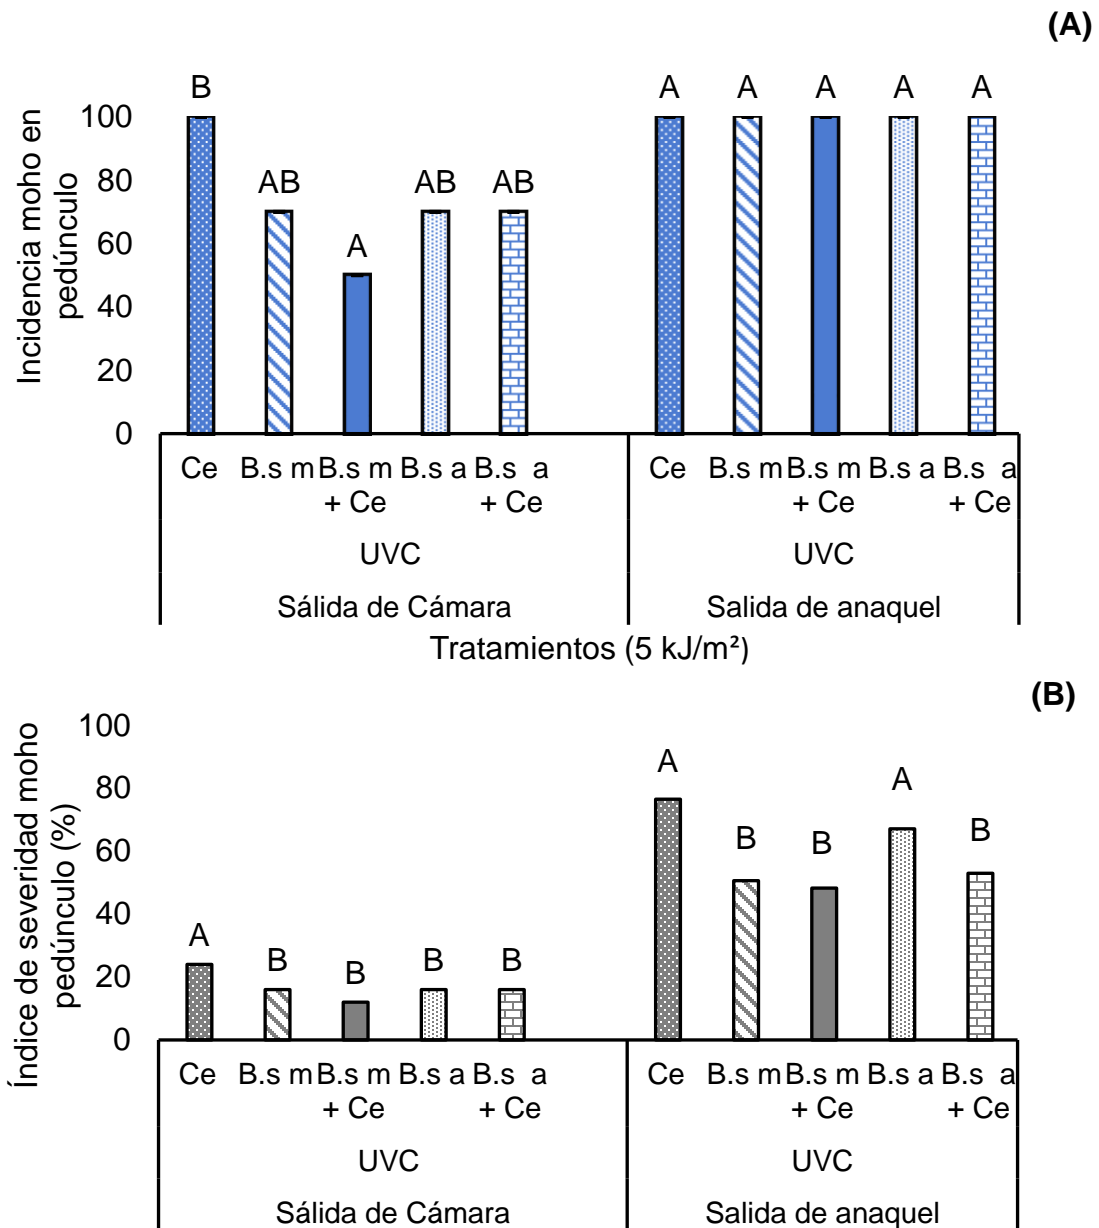 (A)
B
A
A
A
A
A
100
AB
AB
AB
80
A
60
40
20
0
Incidencia moho en
pedúnculo
Ce
B.s m
B.s m
+ Ce
B.s a
B.s  a
+ Ce
Ce
B.s m
B.s m
+ Ce
B.s a
B.s  a
+ Ce
UVC
UVC
Sálida de Cámara
Salida de anaquel
Tratamientos (5 kJ/m²)
(B)
100
80
60
40
20
0
Índice de severidad moho
pedúnculo (%)
A
B
B
B
B
A
B
B
A
B
Ce
B.s m
B.s m
+ Ce
B.s a
B.s  a
+ Ce
Ce
B.s m
B.s m
+ Ce
B.s a
B.s  a
+ Ce
UVC
UVC
Sálida de Cámara
Salida de anaquel